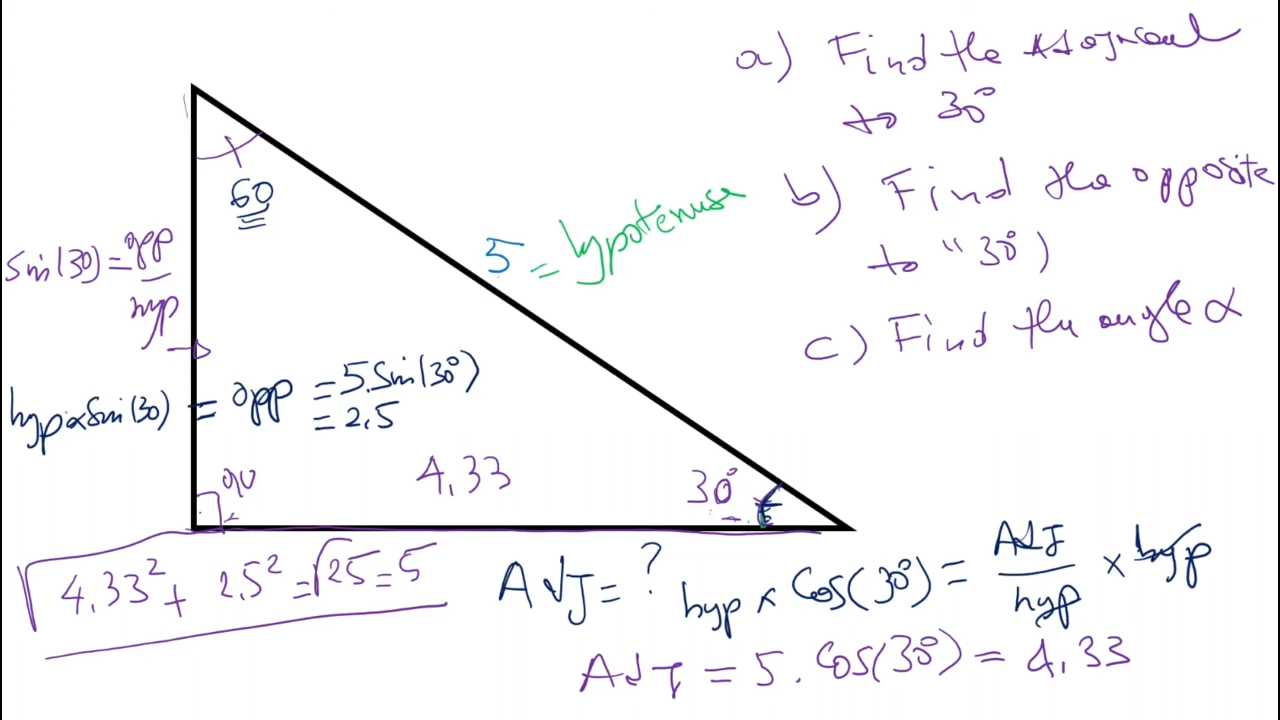 a) Find the Adjacent
to 30°
b) Find the opposite
to "30°)
c) Find the angle α
60
5 = hypotenuse
Sin(30) = opp
hyp
hyp x Sin(30) = opp = 5.Sin(30°)
= 2.5
90
4,33
30°
√4,33² + 2.5² = √25 = 5
ADJ = ?
hyp x Cos(30°) = ADJ/hyp x hyp
ADJ = 5 . Cos(30°) = 4,33